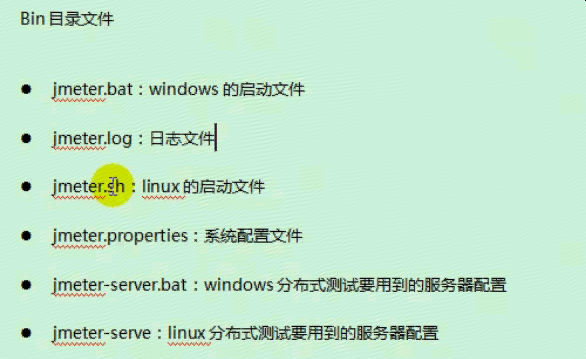 Bin 目录文件
● jmeter.bat：windows 的启动文件
● jmeter.log：日志文件
● jmeter.sh：linux 的启动文件
● jmeter.properties：系统配置文件
● jmeter-server.bat：windows 分布式测试要用到的服务器配置
● jmeter-serve：linux 分布式测试要用到的服务器配置